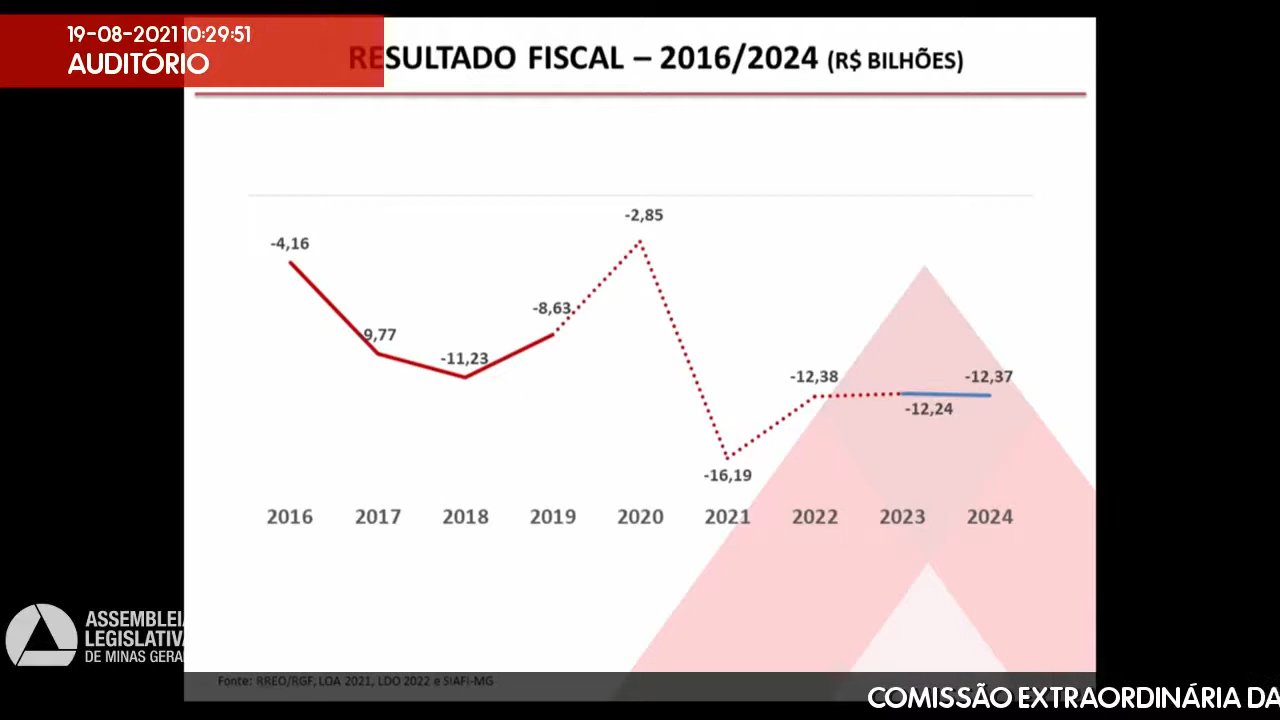 19-08-2021 10:29:51
AUDITÓRIO
RESULTADO FISCAL – 2016/2024 (R$ BILHÕES)
-2,85
-4,16
-8,63
9,77
-11,23
-12,38
-12,37
-12,24
-16,19
2016 2017 2018 2019 2020 2021 2022 2023 2024
ASSEMBLEIA
LEGISLATIVA
DE MINAS GERAI
Fonte: RREO/RGF, LOA 2021, LDO 2022 e SIAFI-MG
COMISSÃO EXTRAORDINÁRIA DA